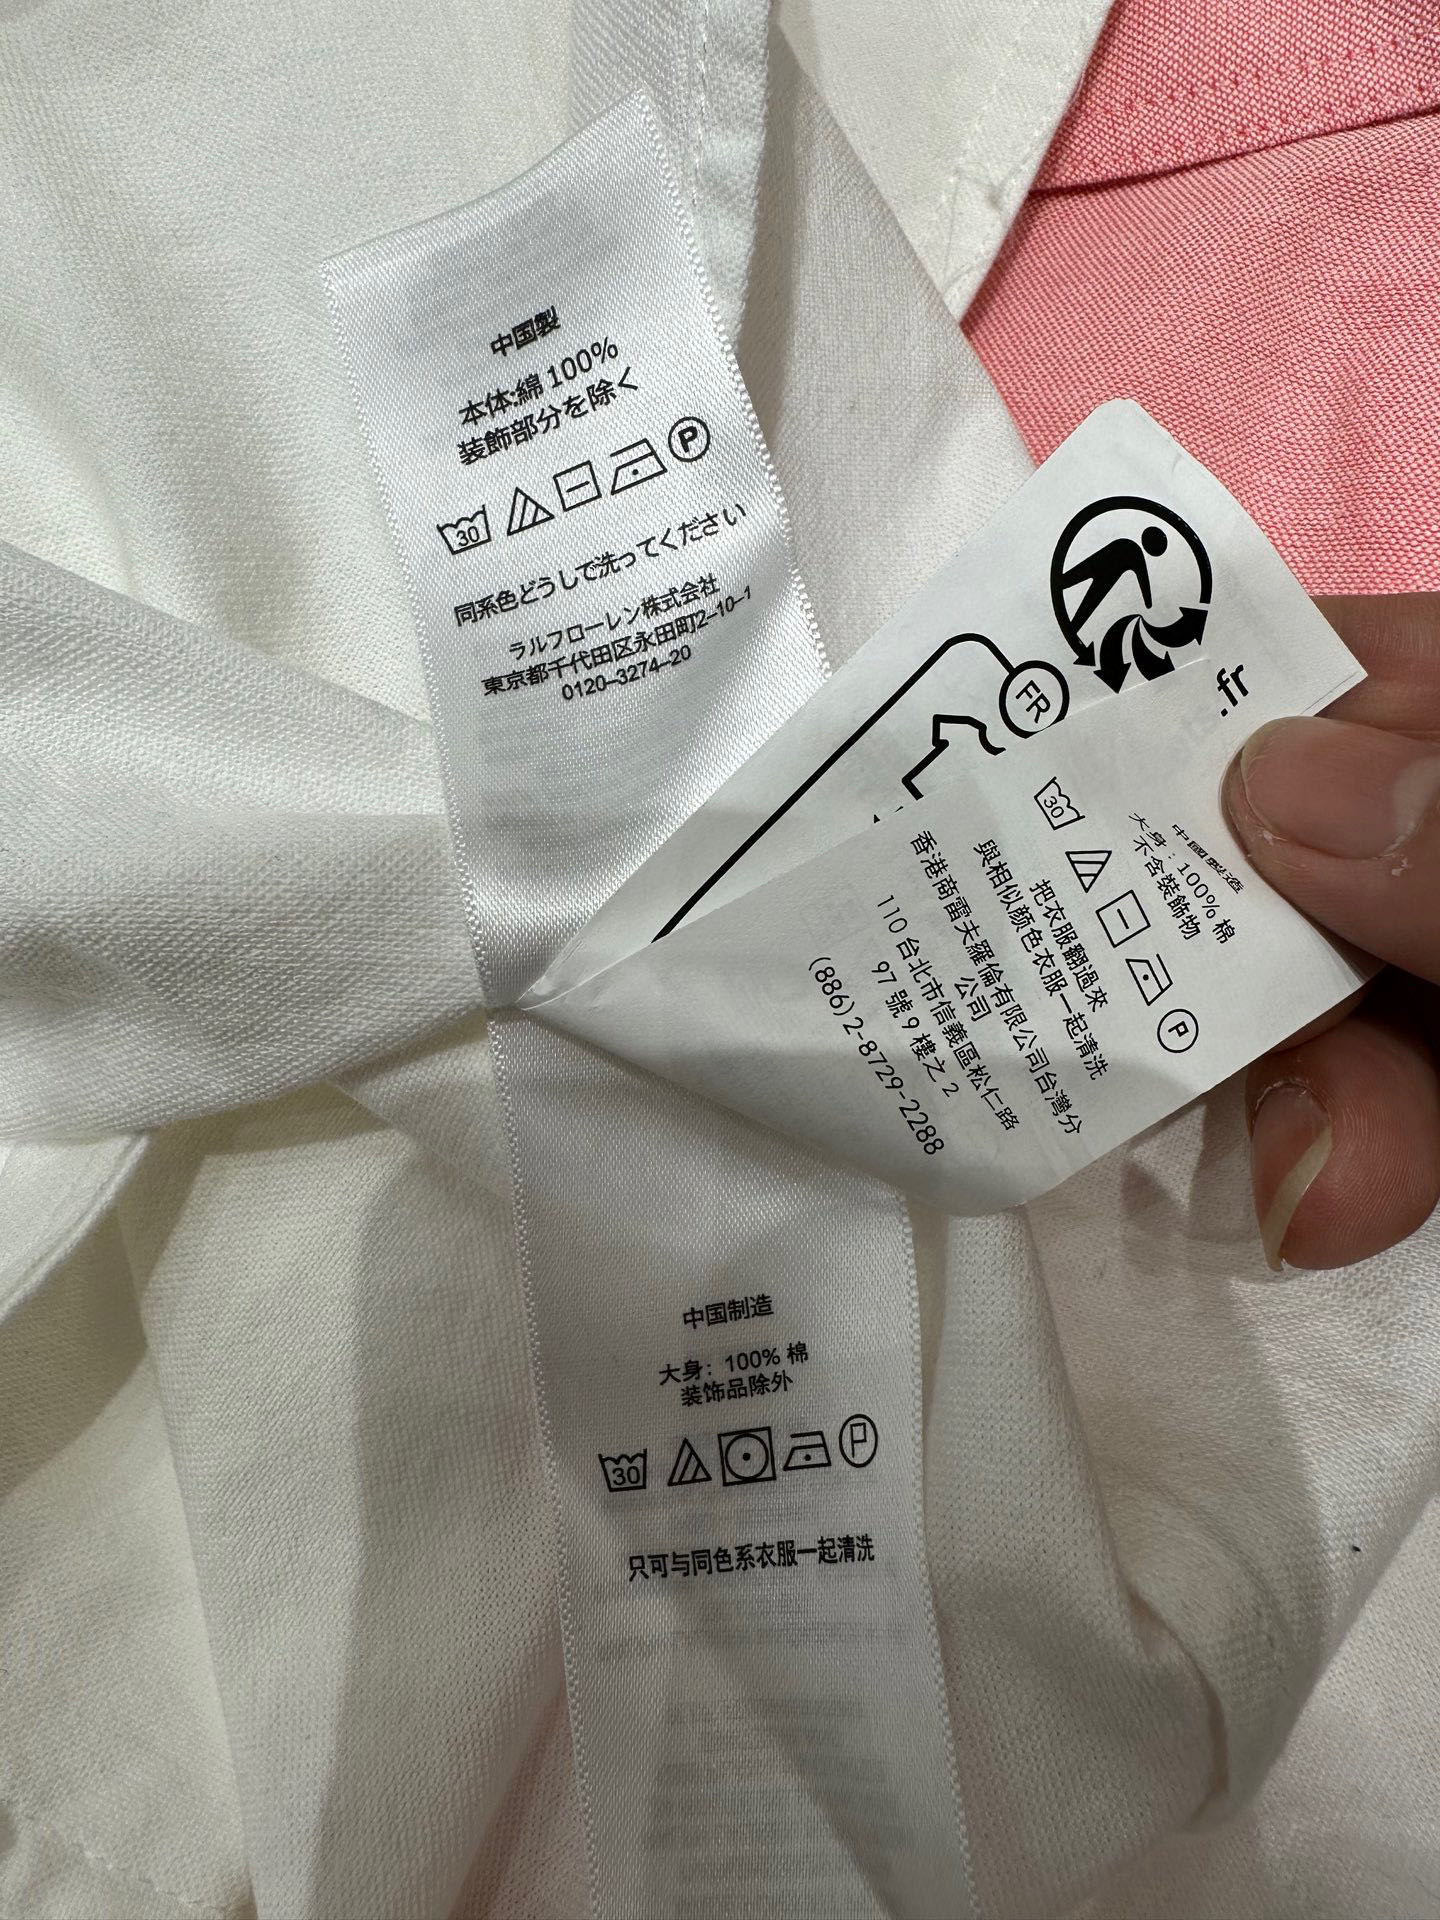 中国製
本体:綿 100%
装飾部分を除く
30
P
同系色どうしで洗ってください
ラルフローレン株式会社
東京都千代田区永田町2–10–1
0120–3274–20
FR
.fr
中國製造
大身：100% 棉
不含裝飾物
30
P
把衣服翻過來
與相似顏色衣服一起清洗
香港商雷夫羅倫有限公司台灣分
公司
110 台北市信義區松仁路
97 號 9 樓之 2
(886) 2-8729-2288
中国制造
大身：100% 棉
装饰品除外
30
P
只可与同色系衣服一起清洗